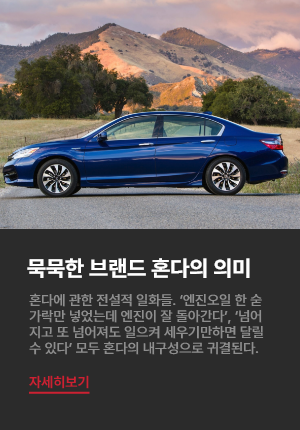 묵묵한 브랜드 혼다의 의미
혼다에 관한 전설적 일화들. ‘엔진오일 한 숟
가락만 넣었는데 엔진이 잘 돌아간다’, ‘넘어
지고 또 넘어져도 일으켜 세우기만하면 달릴
수 있다’ 모두 혼다의 내구성으로 귀결된다.
자세히보기